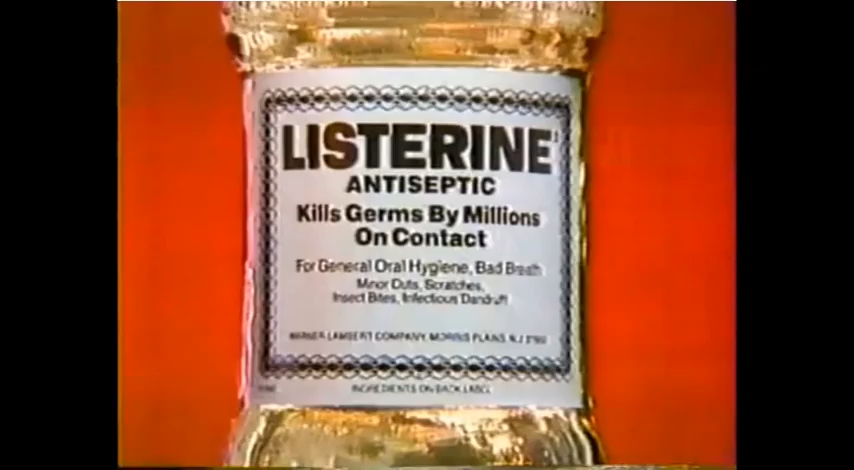 LISTERINE
ANTISEPTIC
Kills Germs By Millions
On Contact
For General Oral Hygiene, Bad Breath
Minor Cuts, Scratches,
Insect Bites, Infectious Dandruff
WARNER-LAMBERT COMPANY, MORRIS PLAINS, N.J.
INGREDIENTS ON BACK LABEL